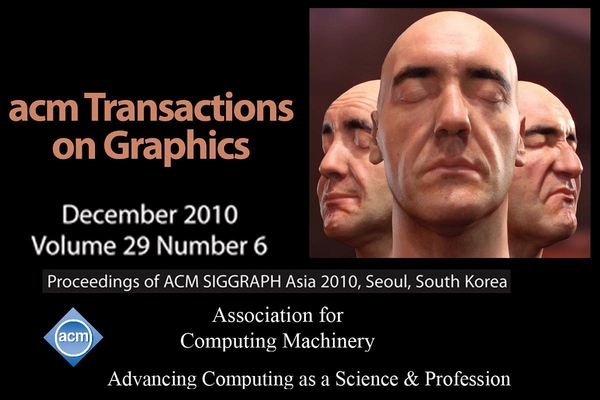 acm Transactions
on Graphics
December 2010
Volume 29 Number 6
Proceedings of ACM SIGGRAPH Asia 2010, Seoul, South Korea
acm
Association for
Computing Machinery
Advancing Computing as a Science & Profession